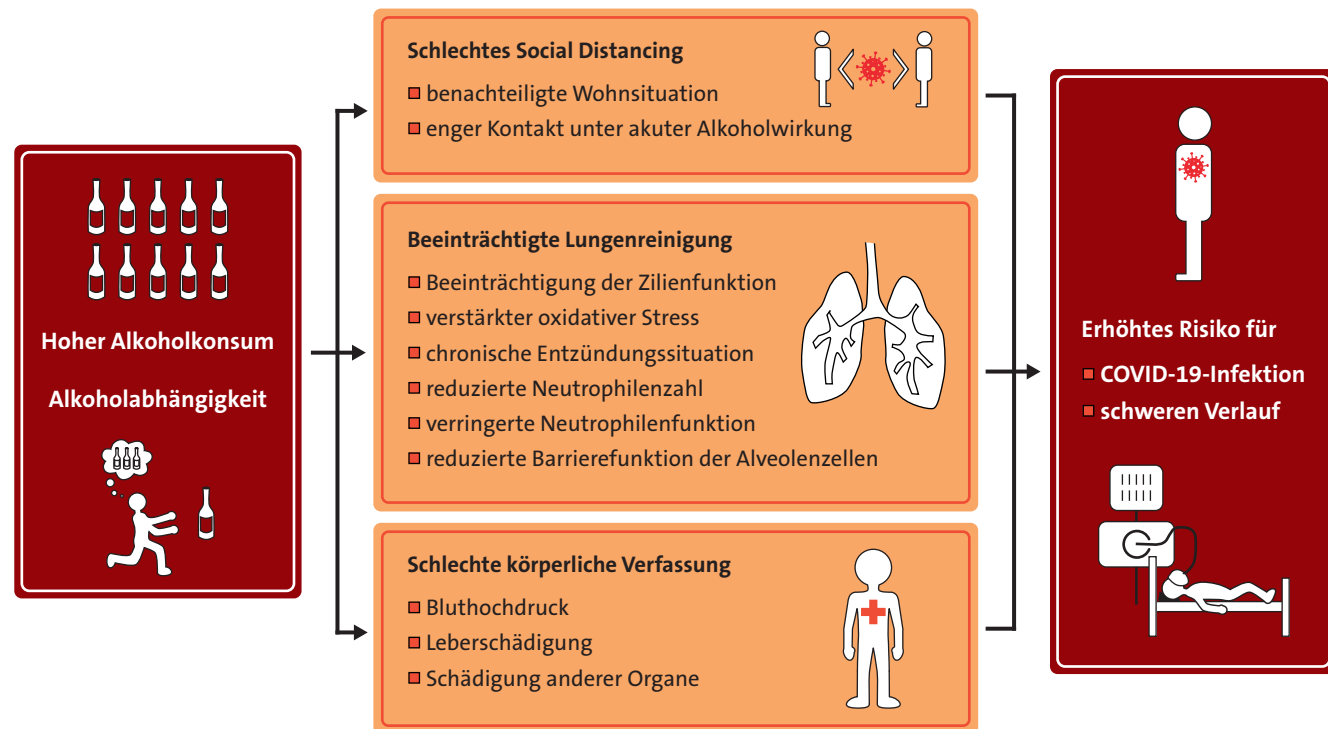 Hoher Alkoholkonsum
Alkoholabhängigkeit
Schlechtes Social Distancing
benachteiligte Wohnsituation
enger Kontakt unter akuter Alkoholwirkung
Beeinträchtigte Lungenreinigung
Beeinträchtigung der Zilienfunktion
verstärkter oxidativer Stress
chronische Entzündungssituation
reduzierte Neutrophilenzahl
verringerte Neutrophilenfunktion
reduzierte Barrierefunktion der Alveolenzellen
Schlechte körperliche Verfassung
Bluthochdruck
Leberschädigung
Schädigung anderer Organe
Erhöhtes Risiko für
COVID-19-Infektion
schweren Verlauf